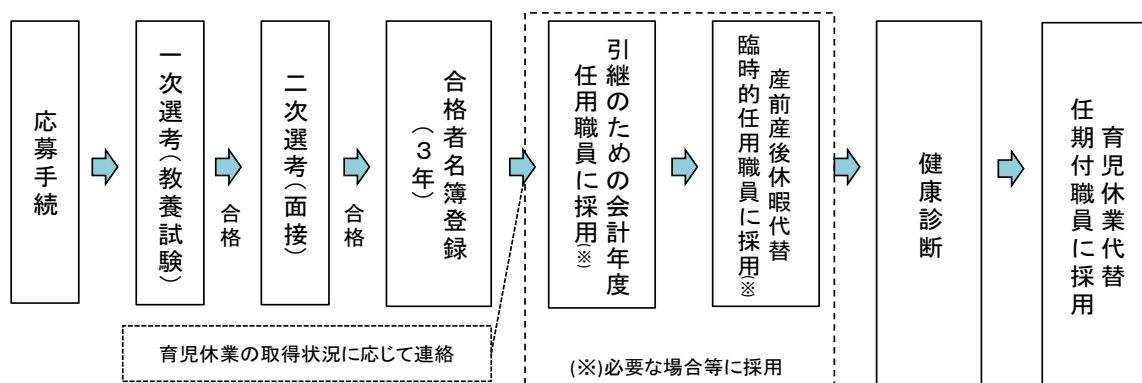 応募手続
一次選考(教養試験)
合格
二次選考(面接)
合格
合格者名簿登録
(3年)
育児休業の取得状況に応じて連絡
引継のための会計年度
任用職員に採用(※)
産前産後休暇代替
臨時的任用職員に採用(※)
(※)必要な場合等に採用
健康診断
育児休業代替
任期付職員に採用